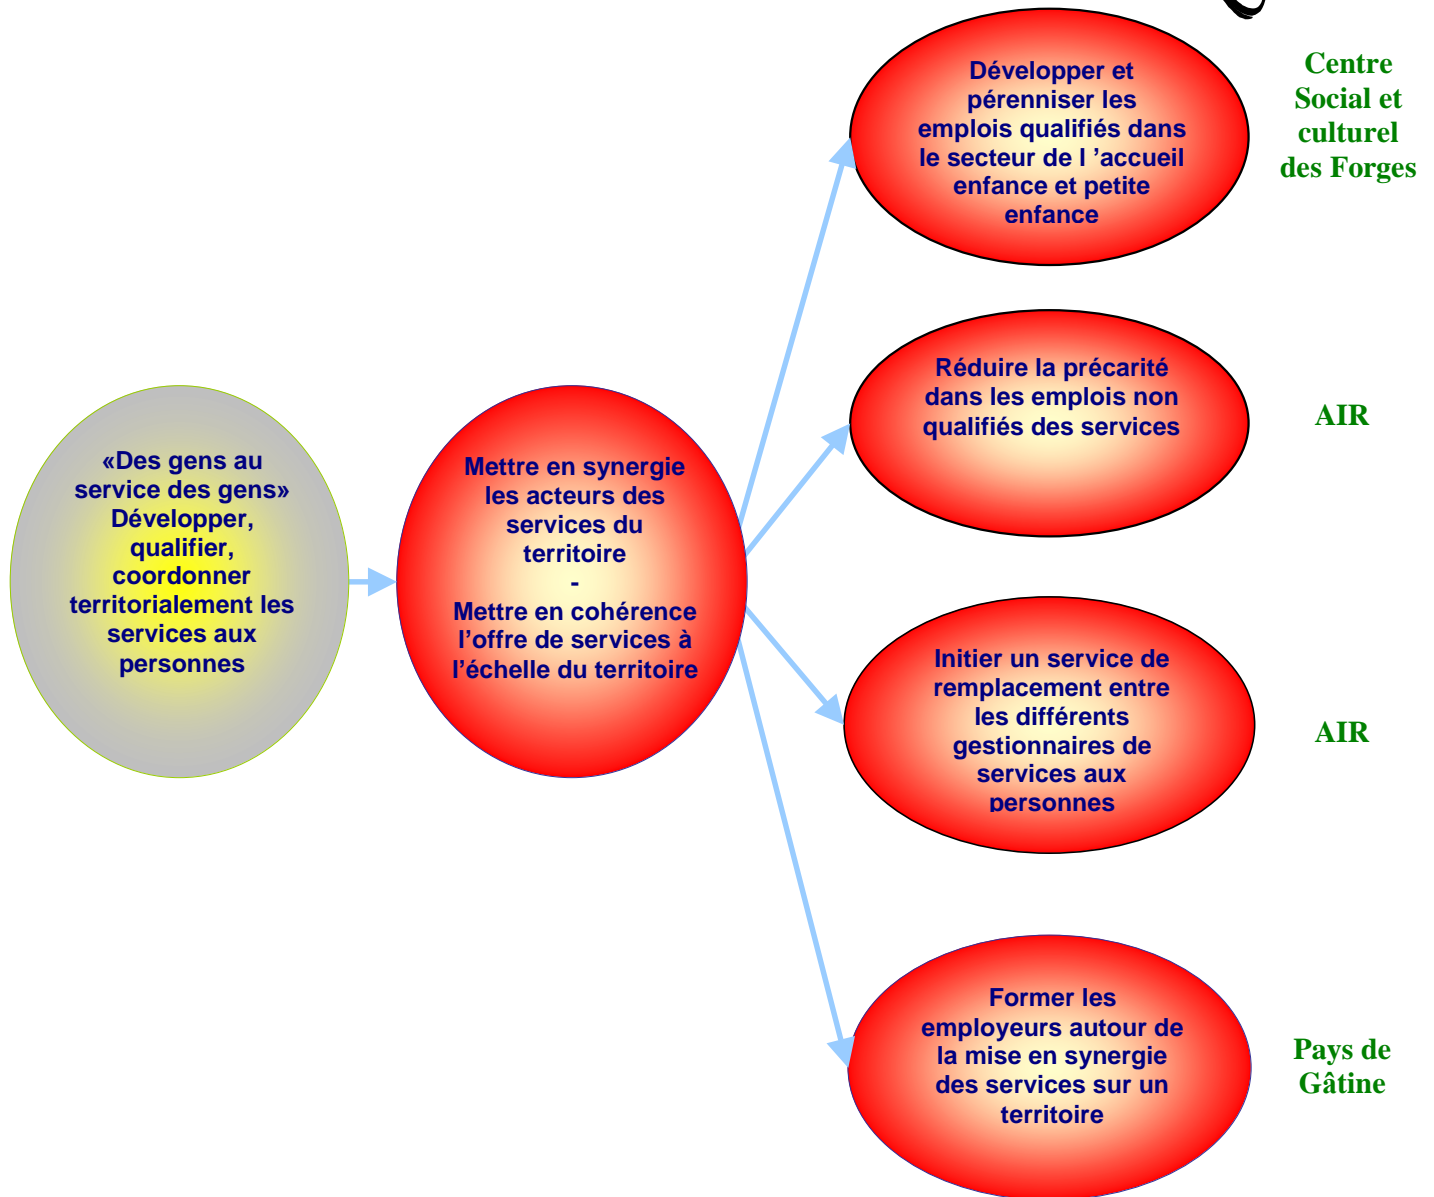 «Des gens au
service des gens»
Développer,
qualifier,
coordonner
territorialement les
services aux
personnes
Mettre en synergie
les acteurs des
services du
territoire
-
Mettre en cohérence
l’offre de services à
l’échelle du territoire
Développer et
pérenniser les
emplois qualifiés dans
le secteur de l ’accueil
enfance et petite
enfance
Centre
Social et
culturel
des Forges
Réduire la précarité
dans les emplois non
qualifiés des services
AIR
Initier un service de
remplacement entre
les différents
gestionnaires de
services aux
personnes
AIR
Former les
employeurs autour de
la mise en synergie
des services sur un
territoire
Pays de
Gâtine